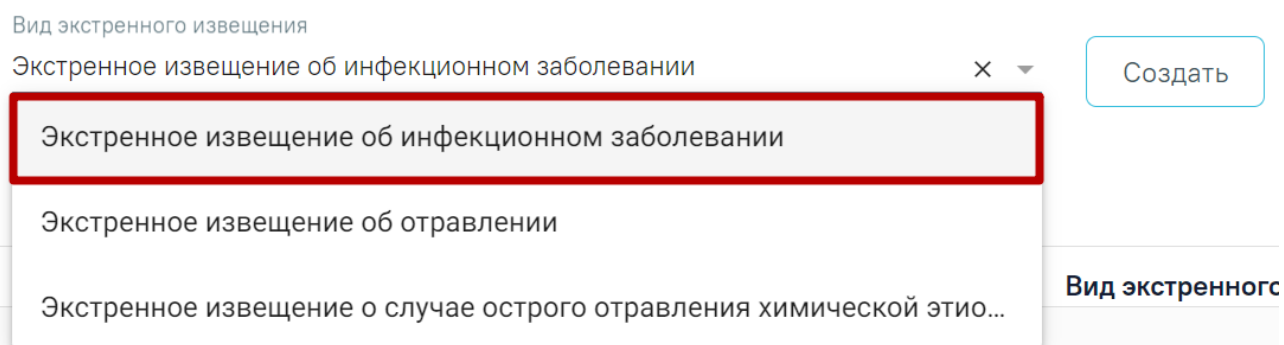 Вид экстренного извещения
Экстренное извещение об инфекционном заболевании
Создать
Экстренное извещение об инфекционном заболевании
Экстренное извещение об отравлении
Экстренное извещение о случае острого отравления химической этио...
Вид экстренного